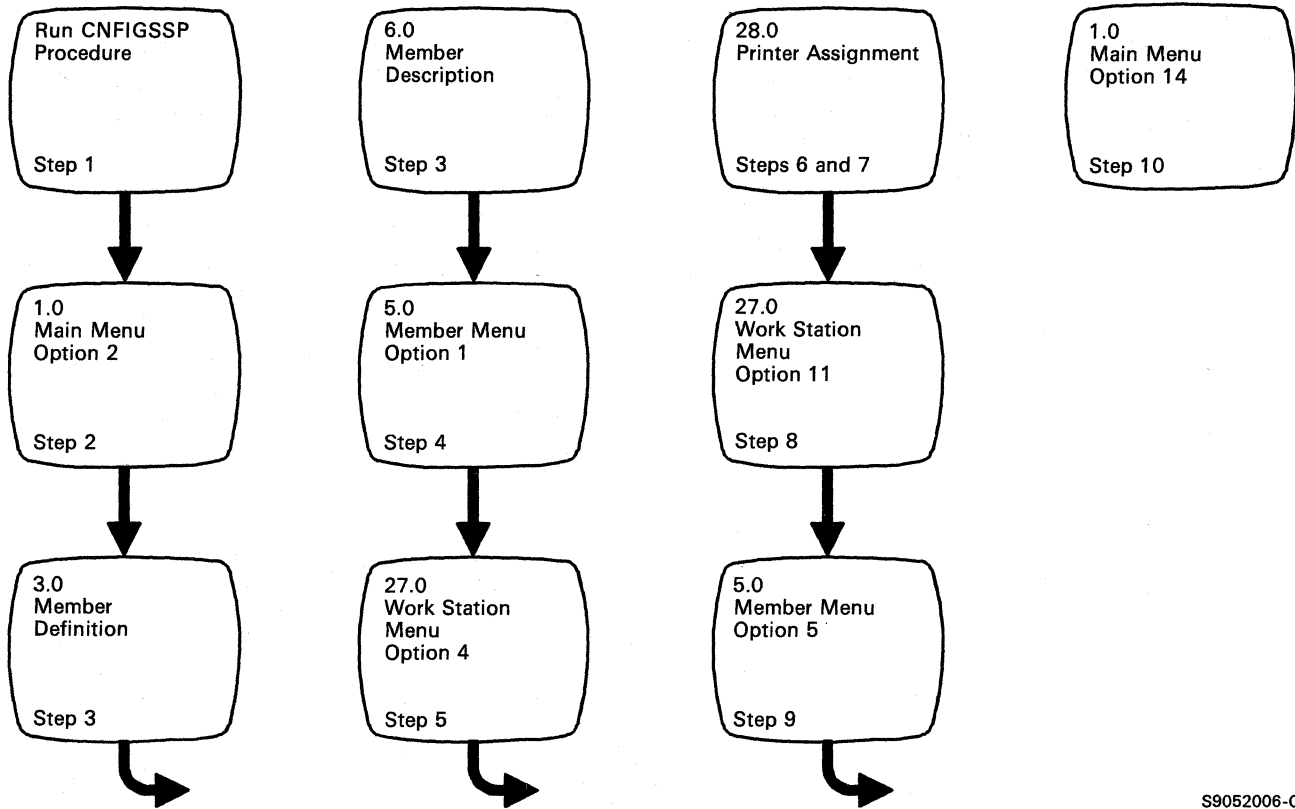 Run CNFIGSSP
Procedure
Step 1
1.0
Main Menu
Option 2
Step 2
3.0
Member
Definition
Step 3
6.0
Member
Description
Step 3
5.0
Member Menu
Option 1
Step 4
27.0
Work Station
Menu
Option 4
Step 5
28.0
Printer Assignment
Steps 6 and 7
27.0
Work Station
Menu
Option 11
Step 8
5.0
Member Menu
Option 5
Step 9
1.0
Main Menu
Option 14
Step 10